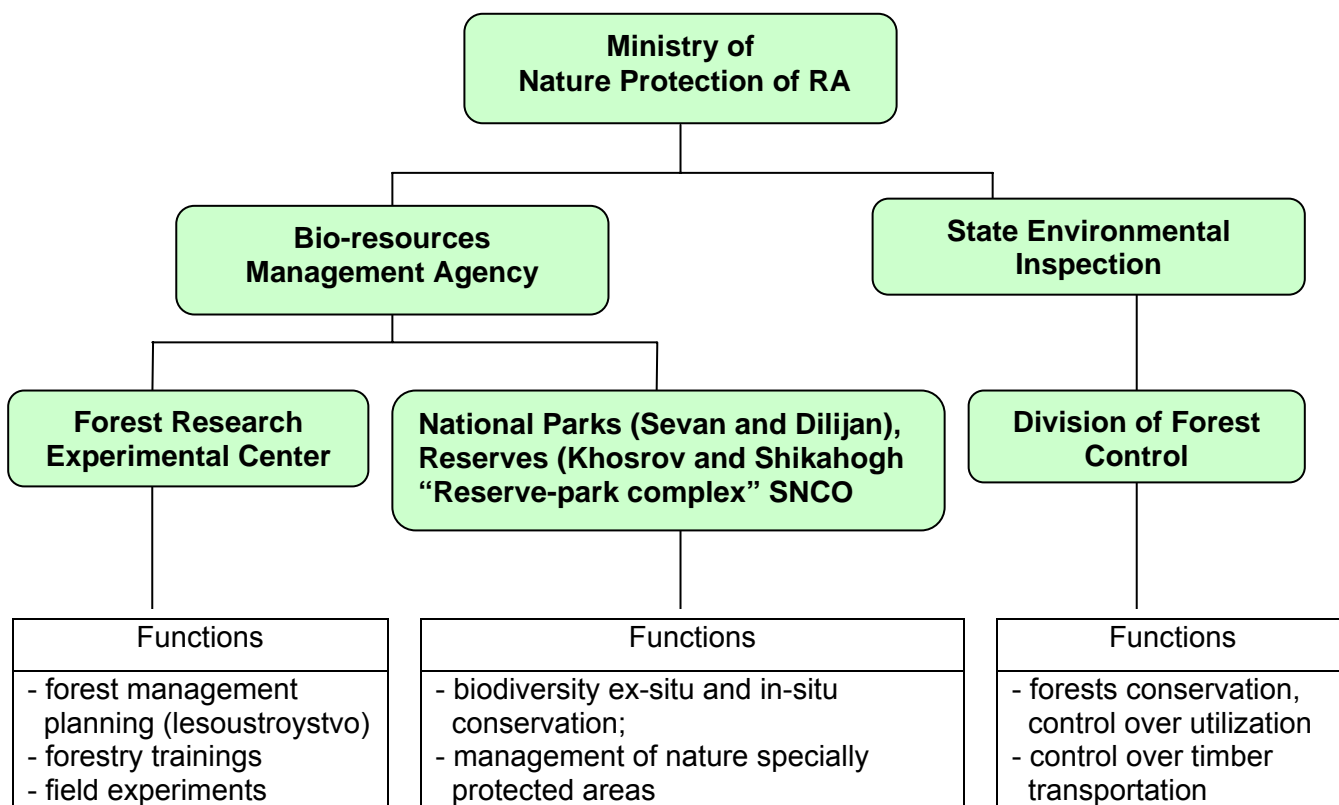 Ministry of
Nature Protection of RA
Bio-resources
Management Agency
State Environmental
Inspection
Forest Research
Experimental Center
National Parks (Sevan and Dilijan),
Reserves (Khosrov and Shikahogh
“Reserve-park complex” SNCO
Division of Forest
Control
Functions
- forest management
planning (lesoustroystvo)
- forestry trainings
- field experiments
Functions
- biodiversity ex-situ and in-situ
conservation;
- management of nature specially
protected areas
Functions
- forests conservation,
control over utilization
- control over timber
transportation